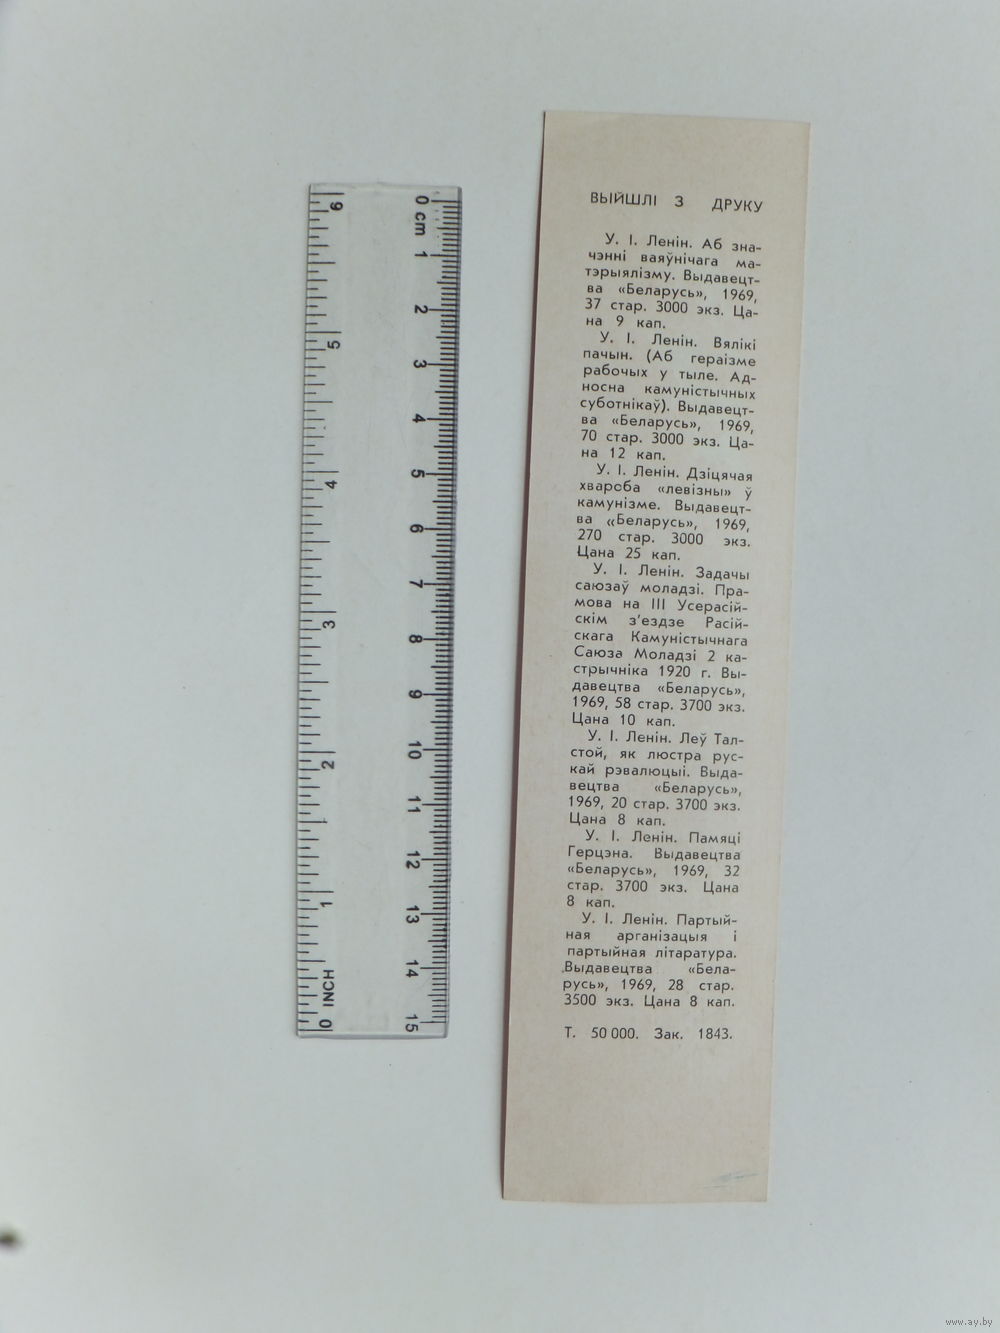 ВЫЙШЛІ З ДРУКУ
У. І. Ленін. Аб зна-
чэнні ваяўнічага ма-
тэрыялізму. Выдавецт-
ва «Беларусь», 1969,
37 стар. 3000 экз. Ца-
на 9 кап.
У. І. Ленін. Вялікі
пачын. (Аб гераізме
рабочых у тыле. Ад-
носна камуністычных
суботнікаў). Выдавецт-
ва «Беларусь», 1969,
70 стар. 3000 экз. Ца-
на 12 кап.
У. І. Ленін. Дзіцячая
хвароба «левізны» ў
камунізме. Выдавецт-
ва «Беларусь», 1969,
270 стар. 3000 экз.
Цана 25 кап.
У. І. Ленін. Задачы
саюзаў моладзі. Пра-
мова на III Усерасій-
скім з'ездзе Расій-
скага Камуністычнага
Саюза Моладзі 2 ка-
стрычніка 1920 г. Вы-
давецтва «Беларусь»,
1969, 58 стар. 3700 экз.
Цана 10 кап.
У. І. Ленін. Леў Тал-
стой, як люстра рус-
кай рэвалюцыі. Выда-
вецтва «Беларусь»,
1969, 20 стар. 3700 экз.
Цана 8 кап.
У. І. Ленін. Памяці
Герцэна. Выдавецтва
«Беларусь», 1969, 32
стар. 3700 экз. Цана
8 кап.
У. І. Ленін. Партый-
ная арганізацыя і
партыйная літаратура.
Выдавецтва «Бела-
русь», 1969, 28 стар.
3500 экз. Цана 8 кап.
Т. 50 000. Зак. 1843.
0 cm 1 2 3 4 5 6 7 8 9 10 11 12 13 14 15
0 INCH 1 2 3 4 5 6
www.ay.by